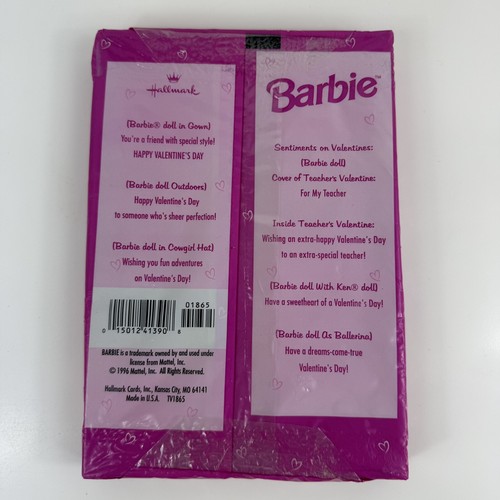 Hallmark
(Barbie® doll in Gown)
You're a friend with special style!
HAPPY VALENTINE'S DAY
(Barbie doll Outdoors)
Happy Valentine's Day
to someone who's sheer perfection!
(Barbie doll in Cowgirl Hat)
Wishing you fun adventures
on Valentine's Day!
01865
0 15012 41390 8
BARBIE is a trademark owned by and used under
license from Mattel, Inc.
© 1996 Mattel, Inc. All Rights Reserved.
Hallmark Cards, Inc., Kansas City, MO 64141
Made in U.S.A. TV1865
Barbie™
Sentiments on Valentines:
(Barbie doll)
Cover of Teacher's Valentine:
For My Teacher
Inside Teacher's Valentine:
Wishing an extra-happy Valentine's Day
to an extra-special teacher!
(Barbie doll With Ken® doll)
Have a sweetheart of a Valentine's Day!
(Barbie doll As Ballerina)
Have a dreams-come-true
Valentine's Day!